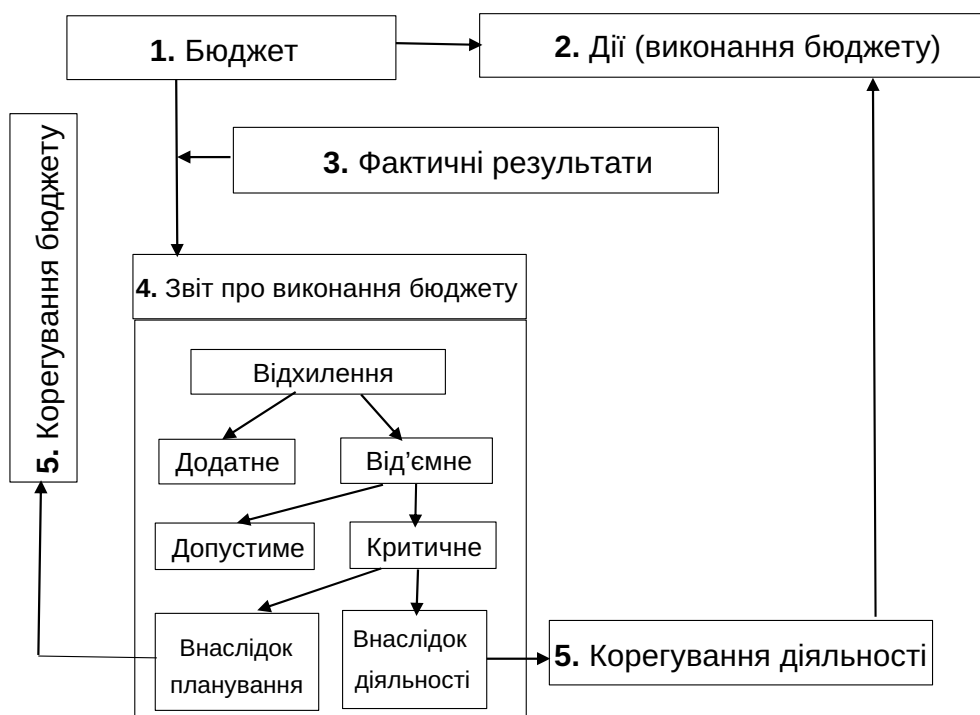 1. Бюджет
2. Дії (виконання бюджету)
3. Фактичні результати
5. Корегування бюджету
4. Звіт про виконання бюджету
Відхилення
Додатне
Від’ємне
Допустиме
Критичне
Внаслідок
планування
Внаслідок
діяльності
5. Корегування діяльності